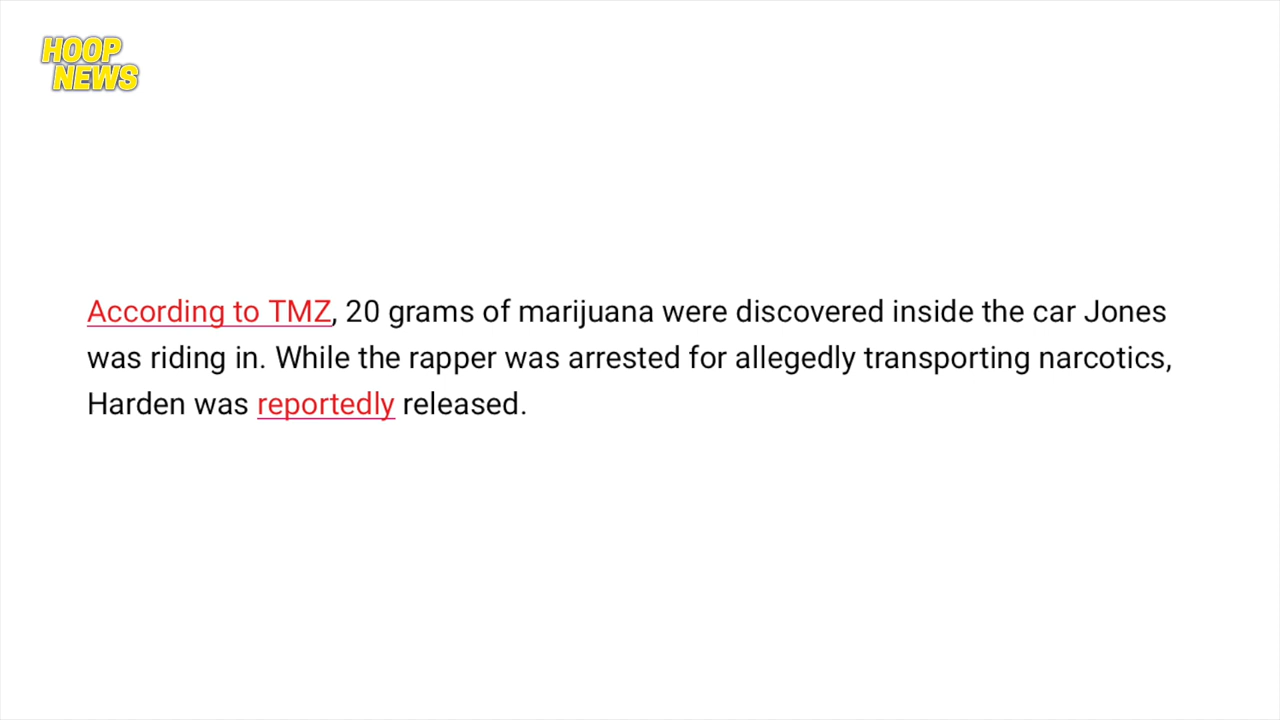 HOOP
NEWS
According to TMZ, 20 grams of marijuana were discovered inside the car Jones
was riding in. While the rapper was arrested for allegedly transporting narcotics,
Harden was reportedly released.